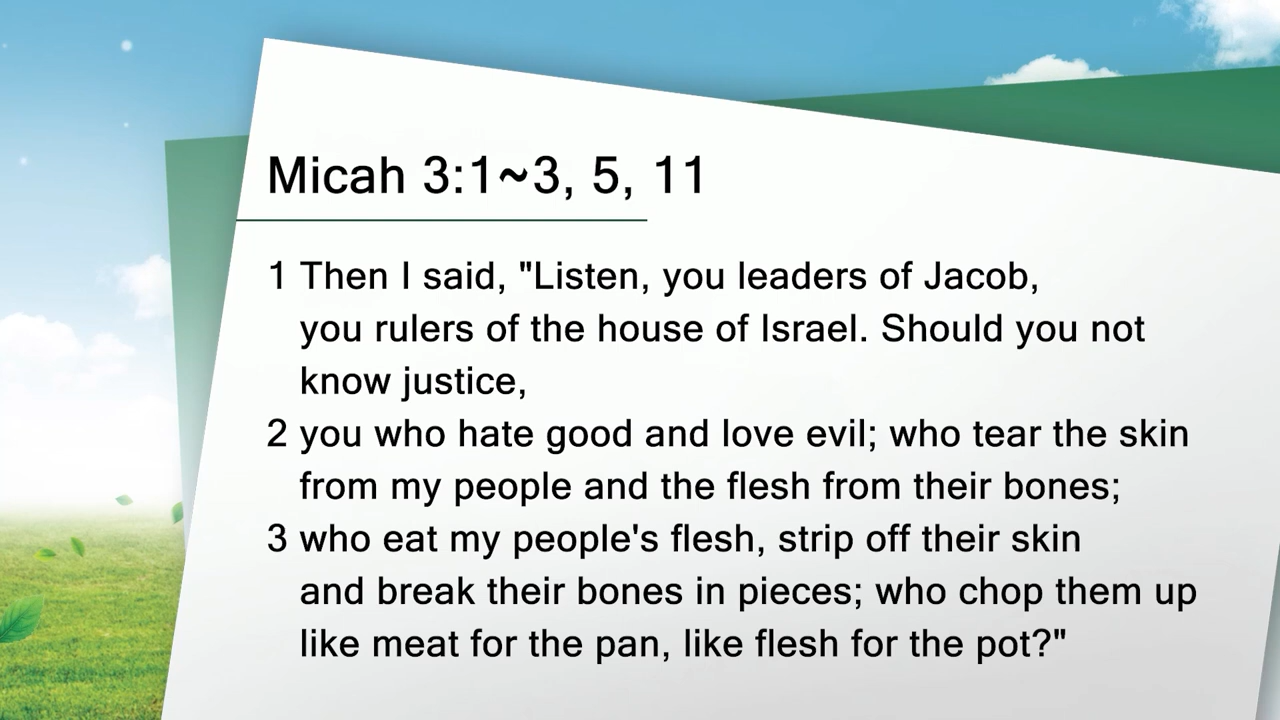 Micah 3:1~3, 5, 11
1 Then I said, "Listen, you leaders of Jacob,
you rulers of the house of Israel. Should you not
know justice,
2 you who hate good and love evil; who tear the skin
from my people and the flesh from their bones;
3 who eat my people's flesh, strip off their skin
and break their bones in pieces; who chop them up
like meat for the pan, like flesh for the pot?"